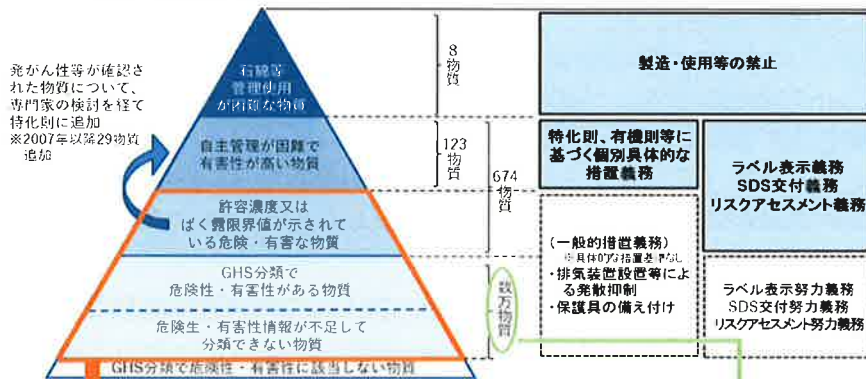 発がん性等が確認され
た物質について、
専門家の検討を経て
特化則に追加
※2007年以降29物質
追加
石綿等
管理使用
が困難な物質
自主管理が困難で
有害性が高い物質
許容濃度又は
ばく露限界値が示されて
いる危険・有害な物質
GHS分類で
危険性・有害性がある物質
危険生・有害性情報が不足して
分類できない物質
GHS分類で危険性・有害性に該当しない物質
8
物質
123
物質
674
物質
数万物質
製造・使用等の禁止
特化則、有機則等に
基づく個別具体的な
措置義務
(一般的措置義務)
※具体的な措置基準なし
・排気装置設置等によ
る発散抑制
・保護具の備え付け
ラベル表示義務
SDS交付義務
リスクアセスメント義務
ラベル表示努力義務
SDS交付努力義務
リスクアセスメント努力義務